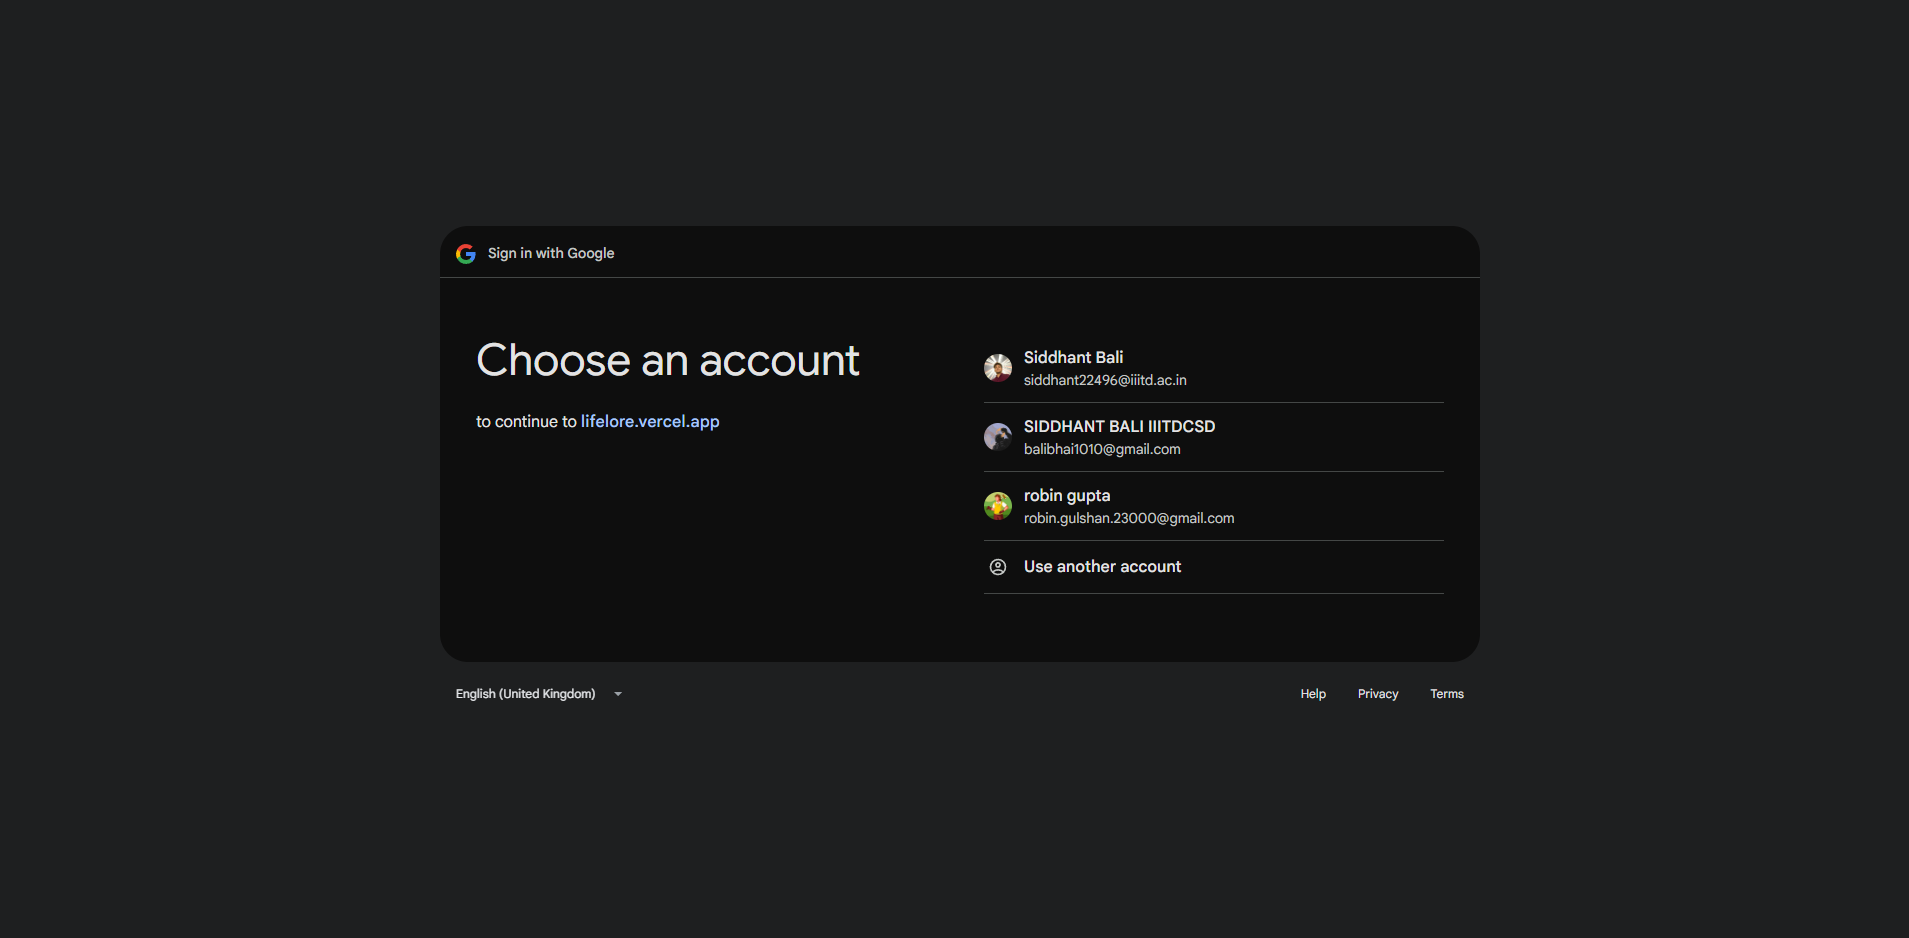 Sign in with Google
Choose an account
to continue to lifelore.vercel.app
Siddhant Bali
siddhant22496@iiitd.ac.in
SIDDHANT BALI IIITDCSD
balibhai1010@gmail.com
robin gupta
robin.gulshan.23000@gmail.com
Use another account
English (United Kingdom)
Help
Privacy
Terms